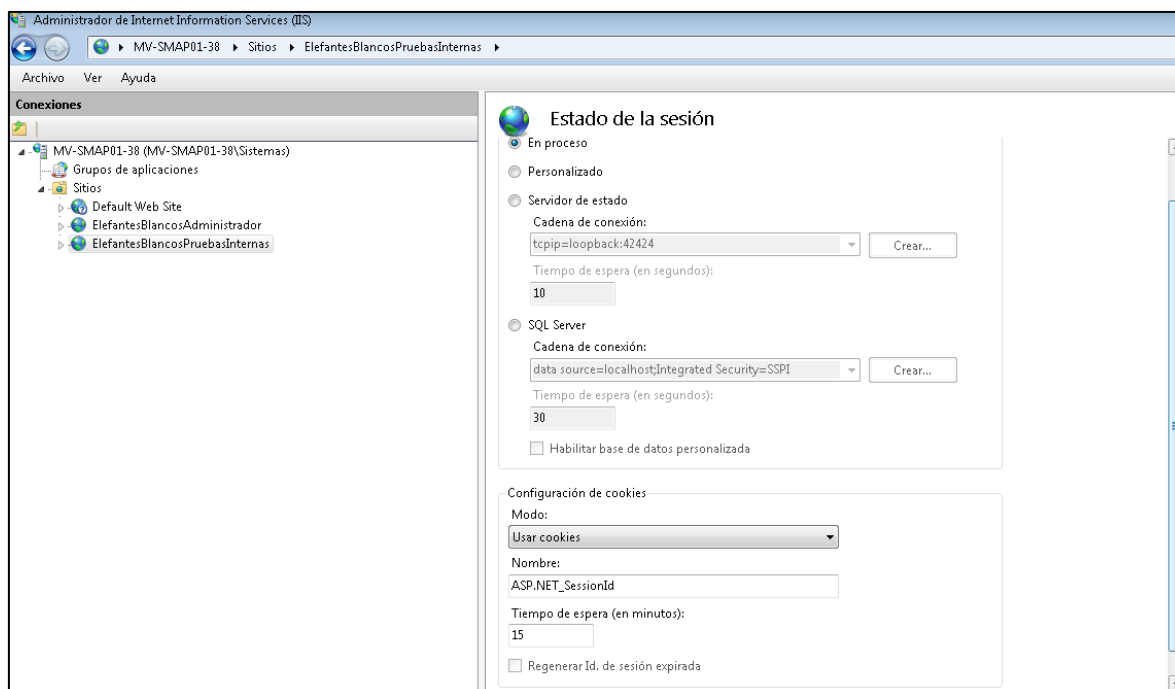 Administrador de Internet Information Services (IIS)
MV-SMAP01-38 Sitios ElefantesBlancosPruebasInternas
Archivo Ver Ayuda
Conexiones
MV-SMAP01-38 (MV-SMAP01-38\Sistemas)
Grupos de aplicaciones
Sitios
Default Web Site
ElefantesBlancosAdministrador
ElefantesBlancosPruebasInternas
Estado de la sesión
En proceso
Personalizado
Servidor de estado
Cadena de conexión:
tcpip=loopback:42424 Crear...
Tiempo de espera (en segundos):
10
SQL Server
Cadena de conexión:
data source=localhost;Integrated Security=SSPI Crear...
Tiempo de espera (en segundos):
30
Habilitar base de datos personalizada
Configuración de cookies
Modo:
Usar cookies
Nombre:
ASP.NET_SessionId
Tiempo de espera (en minutos):
15
Regenerar Id. de sesión expirada